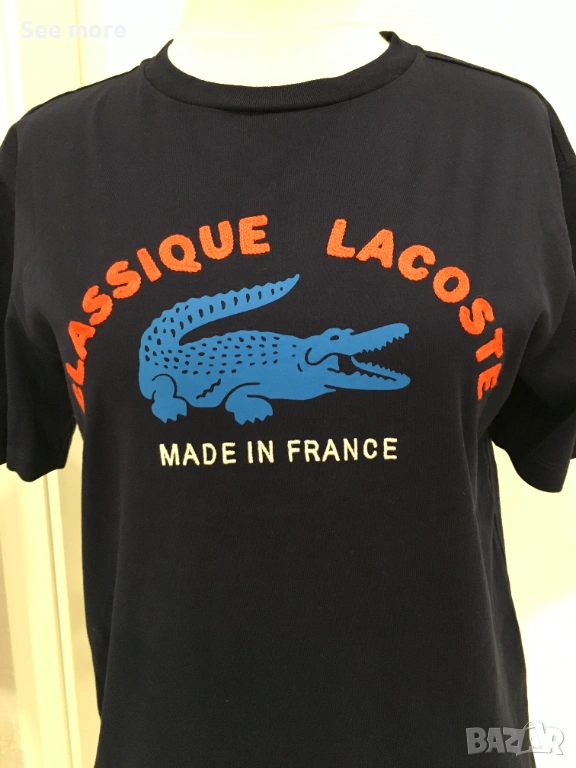 See more
CLASSIQUE LACOSTE
MADE IN FRANCE
BAZAR